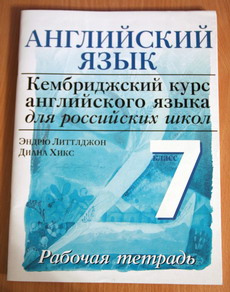 АНГЛИЙСКИЙ
ЯЗЫК
Кембриджский курс
английского языка
для российских школ
Эндрю Литтлджон
Диана Хикс
класс
7
Рабочая тетрадь